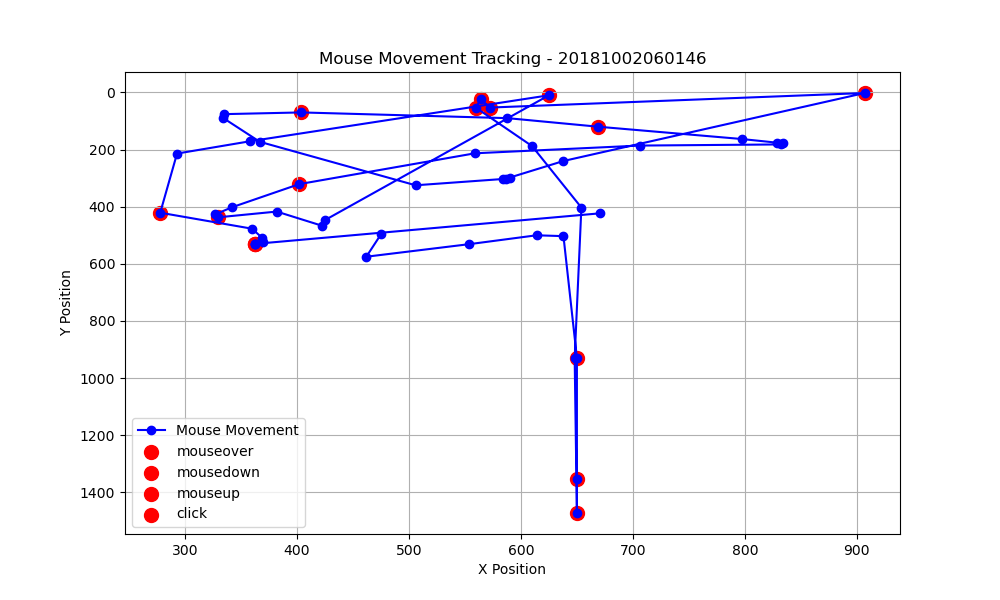 Mouse Movement Tracking - 20181002060146
0
200
400
600
800
1000
1200
1400
Y Position
Mouse Movement
mouseover
mousedown
mouseup
click
300
400
500
600
700
800
900
X Position